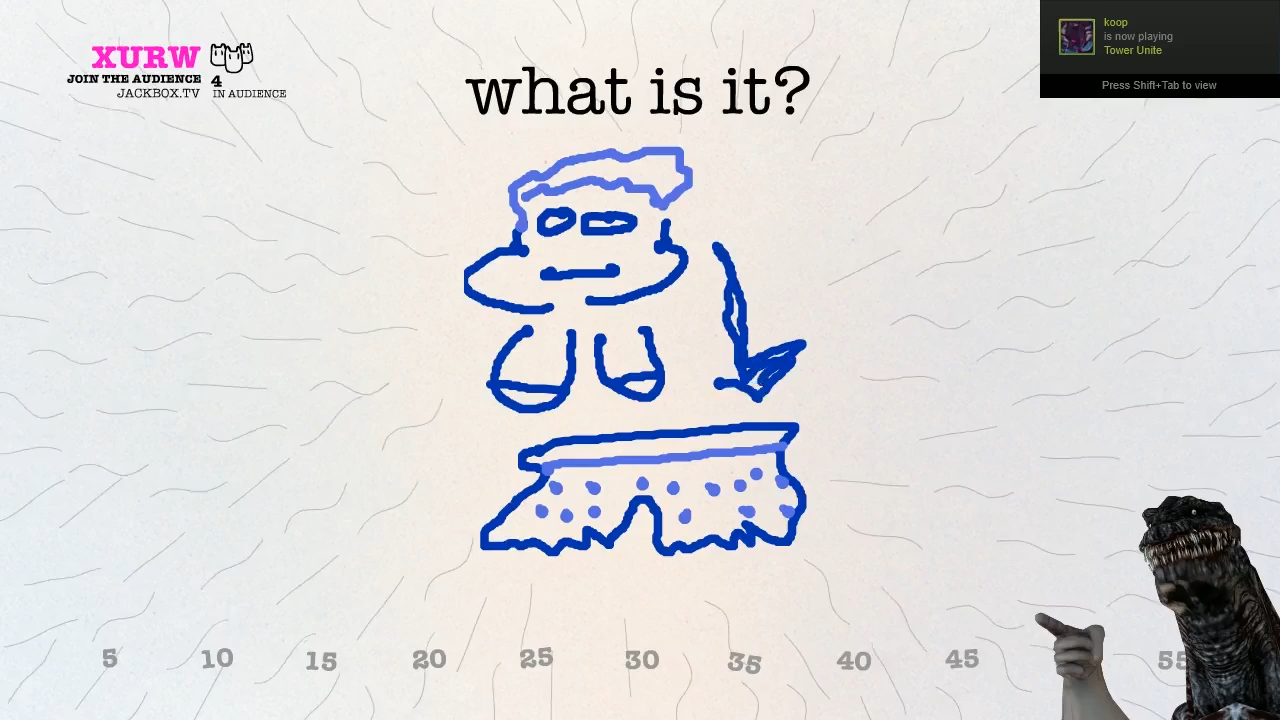 XURW
JOIN THE AUDIENCE
JACKBOX.TV
4
IN AUDIENCE
what is it?
koop
is now playing
Tower Unite
Press Shift+Tab to view
5 10 15 20 25 30 35 40 45 55